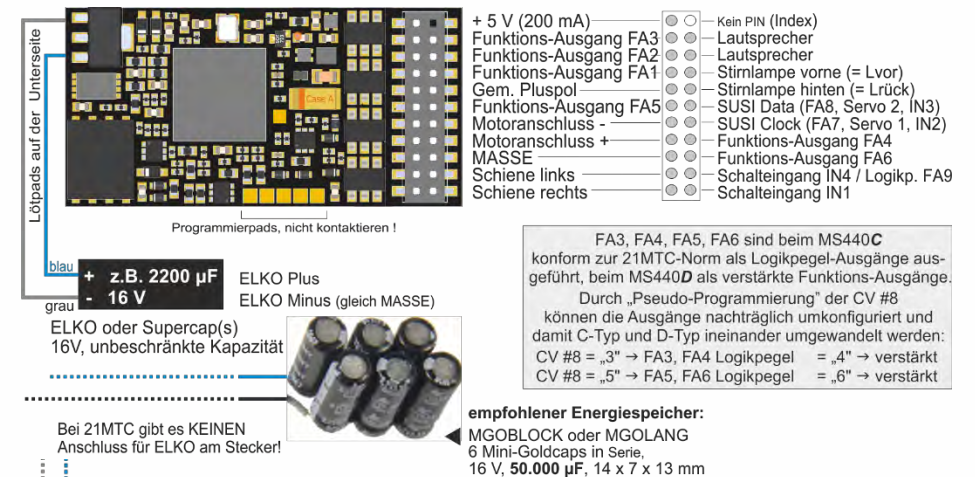 Lötpads auf der Unterseite
Case A
Programmierpads, nicht kontaktieren !
+ 5 V (200 mA)
Funktions-Ausgang FA3
Funktions-Ausgang FA2
Funktions-Ausgang FA1
Gem. Pluspol
Funktions-Ausgang FA5
Motoranschluss -
Motoranschluss +
MASSE
Schiene links
Schiene rechts
Kein PIN (Index)
Lautsprecher
Lautsprecher
Stirnlampe vorne (= Lvor)
Stirnlampe hinten (= Lrück)
SUSI Data (FA8, Servo 2, IN3)
SUSI Clock (FA7, Servo 1, IN2)
Funktions-Ausgang FA4
Funktions-Ausgang FA6
Schalteingang IN4 / Logikp. FA9
Schalteingang IN1
blau
grau
+ z.B. 2200 µF
- 16 V
ELKO Plus
ELKO Minus (gleich MASSE)
ELKO oder Supercap(s)
16V, unbeschränkte Kapazität
Bei 21MTC gibt es KEINEN
Anschluss für ELKO am Stecker!
FA3, FA4, FA5, FA6 sind beim MS440C
konform zur 21MTC-Norm als Logikpegel-Ausgänge aus-
geführt, beim MS440D als verstärkte Funktions-Ausgänge.
Durch „Pseudo-Programmierung" der CV #8
können die Ausgänge nachträglich umkonfiguriert und
damit C-Typ und D-Typ ineinander umgewandelt werden:
CV #8 = „3" → FA3, FA4 Logikpegel = „4" → verstärkt
CV #8 = „5" → FA5, FA6 Logikpegel = „6" → verstärkt
empfohlener Energiespeicher:
MGOBLOCK oder MGOLANG
6 Mini-Goldcaps in Serie,
16 V, 50.000 µF, 14 x 7 x 13 mm